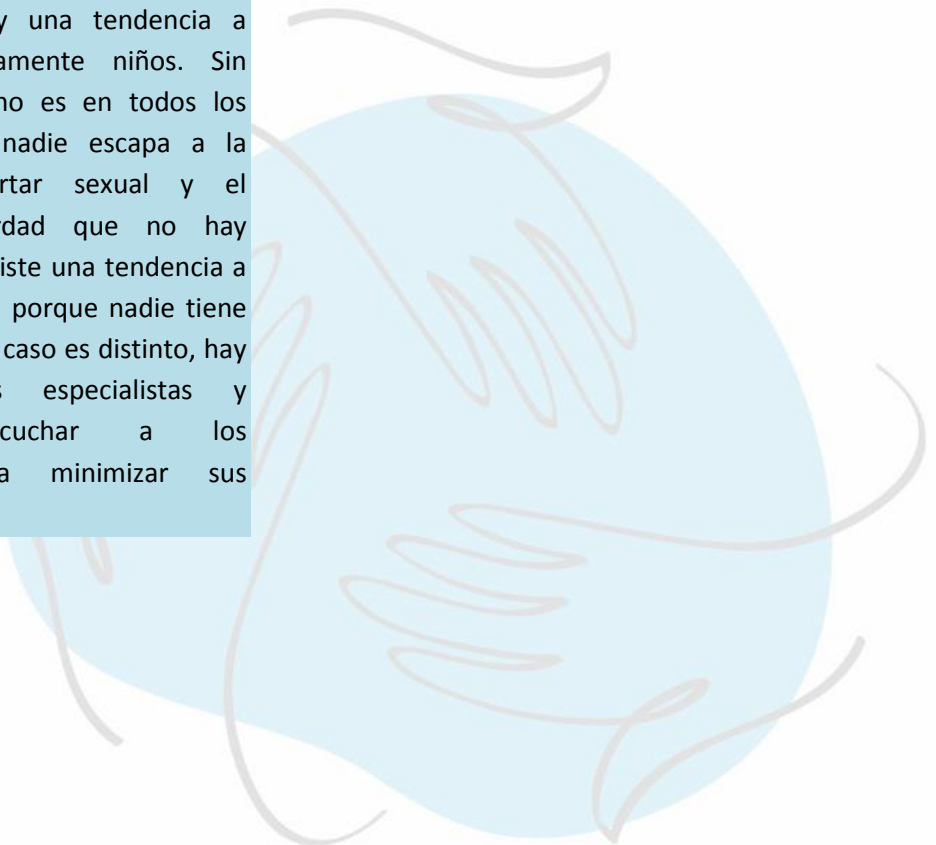 y una tendencia a
amente niños. Sin
no es en todos los
nadie escapa a la
rtar sexual y el
rdad que no hay
iste una tendencia a
porque nadie tiene
caso es distinto, hay
s especialistas y
cuchar a los
a minimizar sus